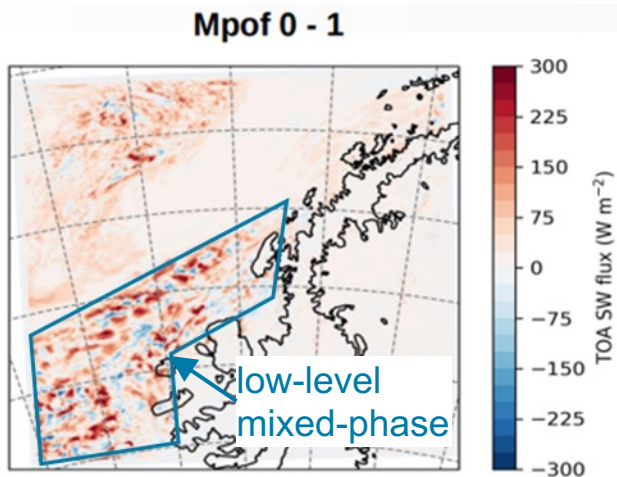 Mpof 0 - 1
300
225
150
75
0
−75
−150
−225
−300
TOA SW flux (W m⁻²)
low-level
mixed-phase